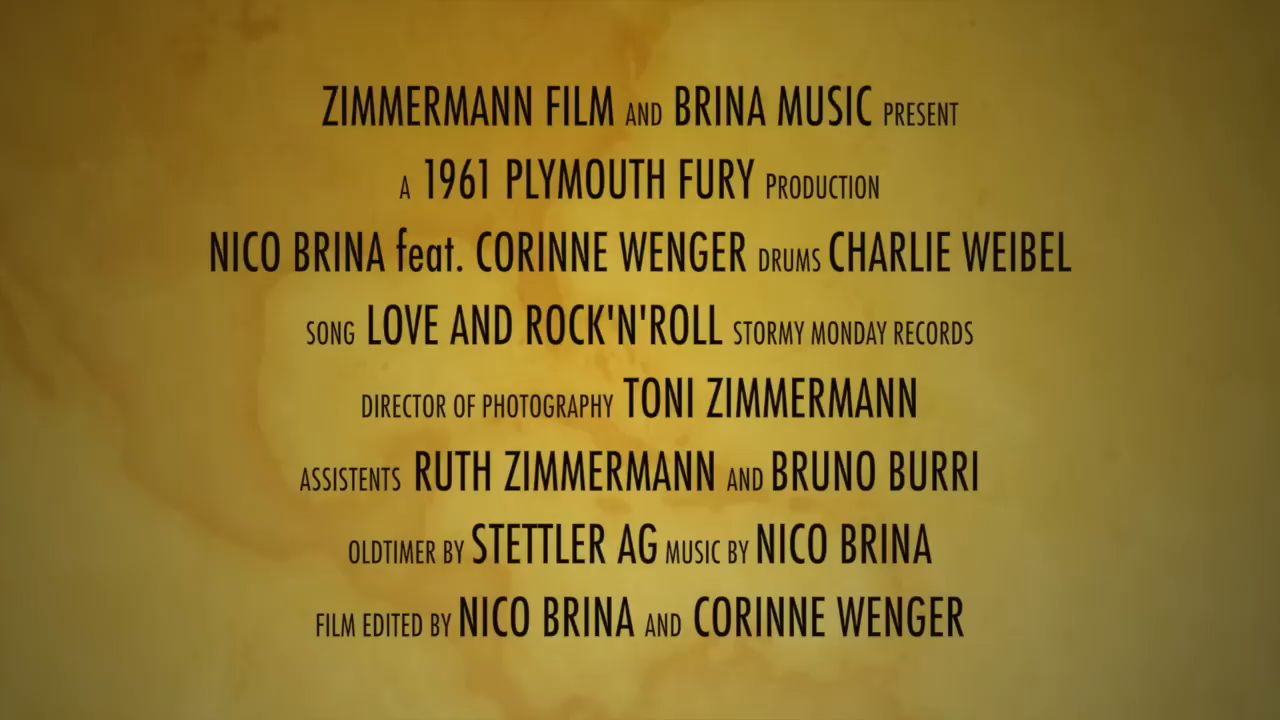 ZIMMERMANN FILM AND BRINA MUSIC PRESENT
A 1961 PLYMOUTH FURY PRODUCTION
NICO BRINA feat. CORINNE WENGER DRUMS CHARLIE WEIBEL
SONG LOVE AND ROCK'N'ROLL STORMY MONDAY RECORDS
DIRECTOR OF PHOTOGRAPHY TONI ZIMMERMANN
ASSISTENTS RUTH ZIMMERMANN AND BRUNO BURRI
OLDTIMER BY STETTLER AG MUSIC BY NICO BRINA
FILM EDITED BY NICO BRINA AND CORINNE WENGER